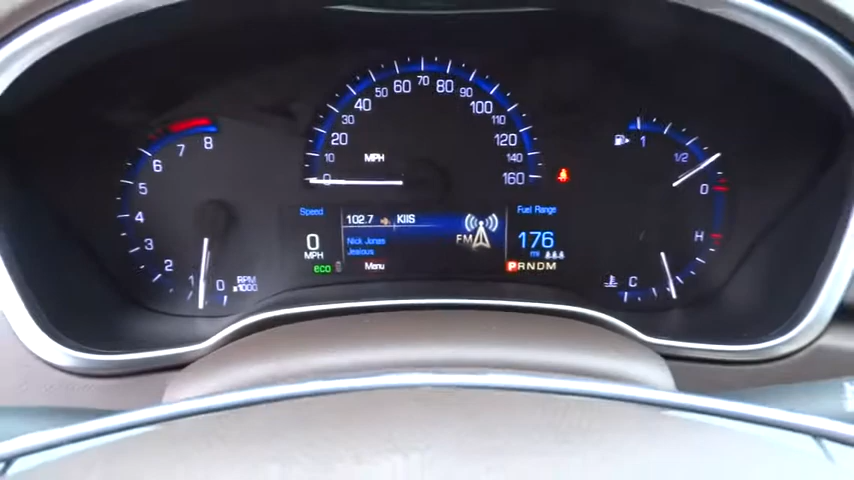 8
7
6
5
4
3
2
1
0
RPM
x1000
0
10
20
30
40
50
60
70
80
90
100
110
120
130
140
150
160
MPH
Speed
0
MPH
eco
102.7 KIIS
Nick Jonas
Jealous
Menu
FM
Fuel Range
176
mi
PRNDM
1
1/2
0
H
C